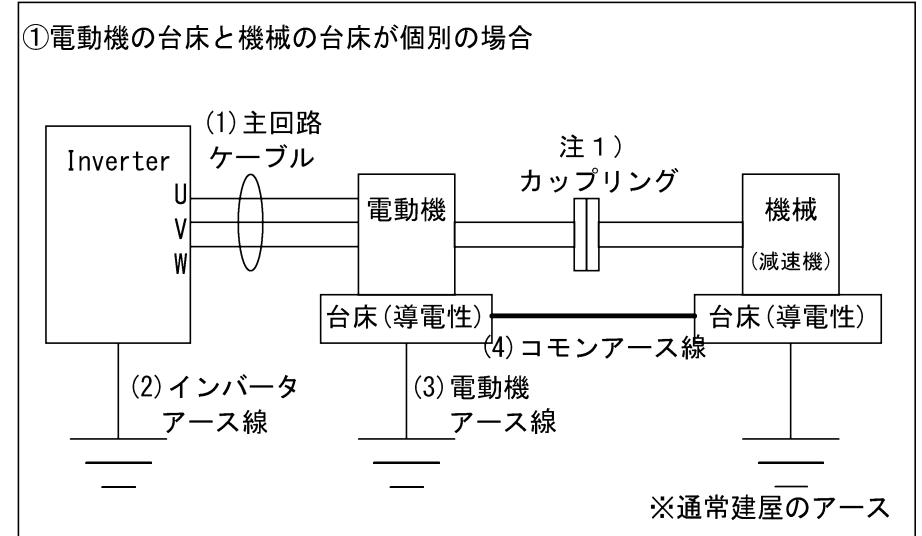 ①電動機の台床と機械の台床が個別の場合
(1)主回路
ケーブル
注１)
カップリング
Inverter
U
V
W
電動機
機械
(減速機)
台床(導電性)
台床(導電性)
(4)コモンアース線
(2)インバータ
アース線
(3)電動機
アース線
※通常建屋のアース